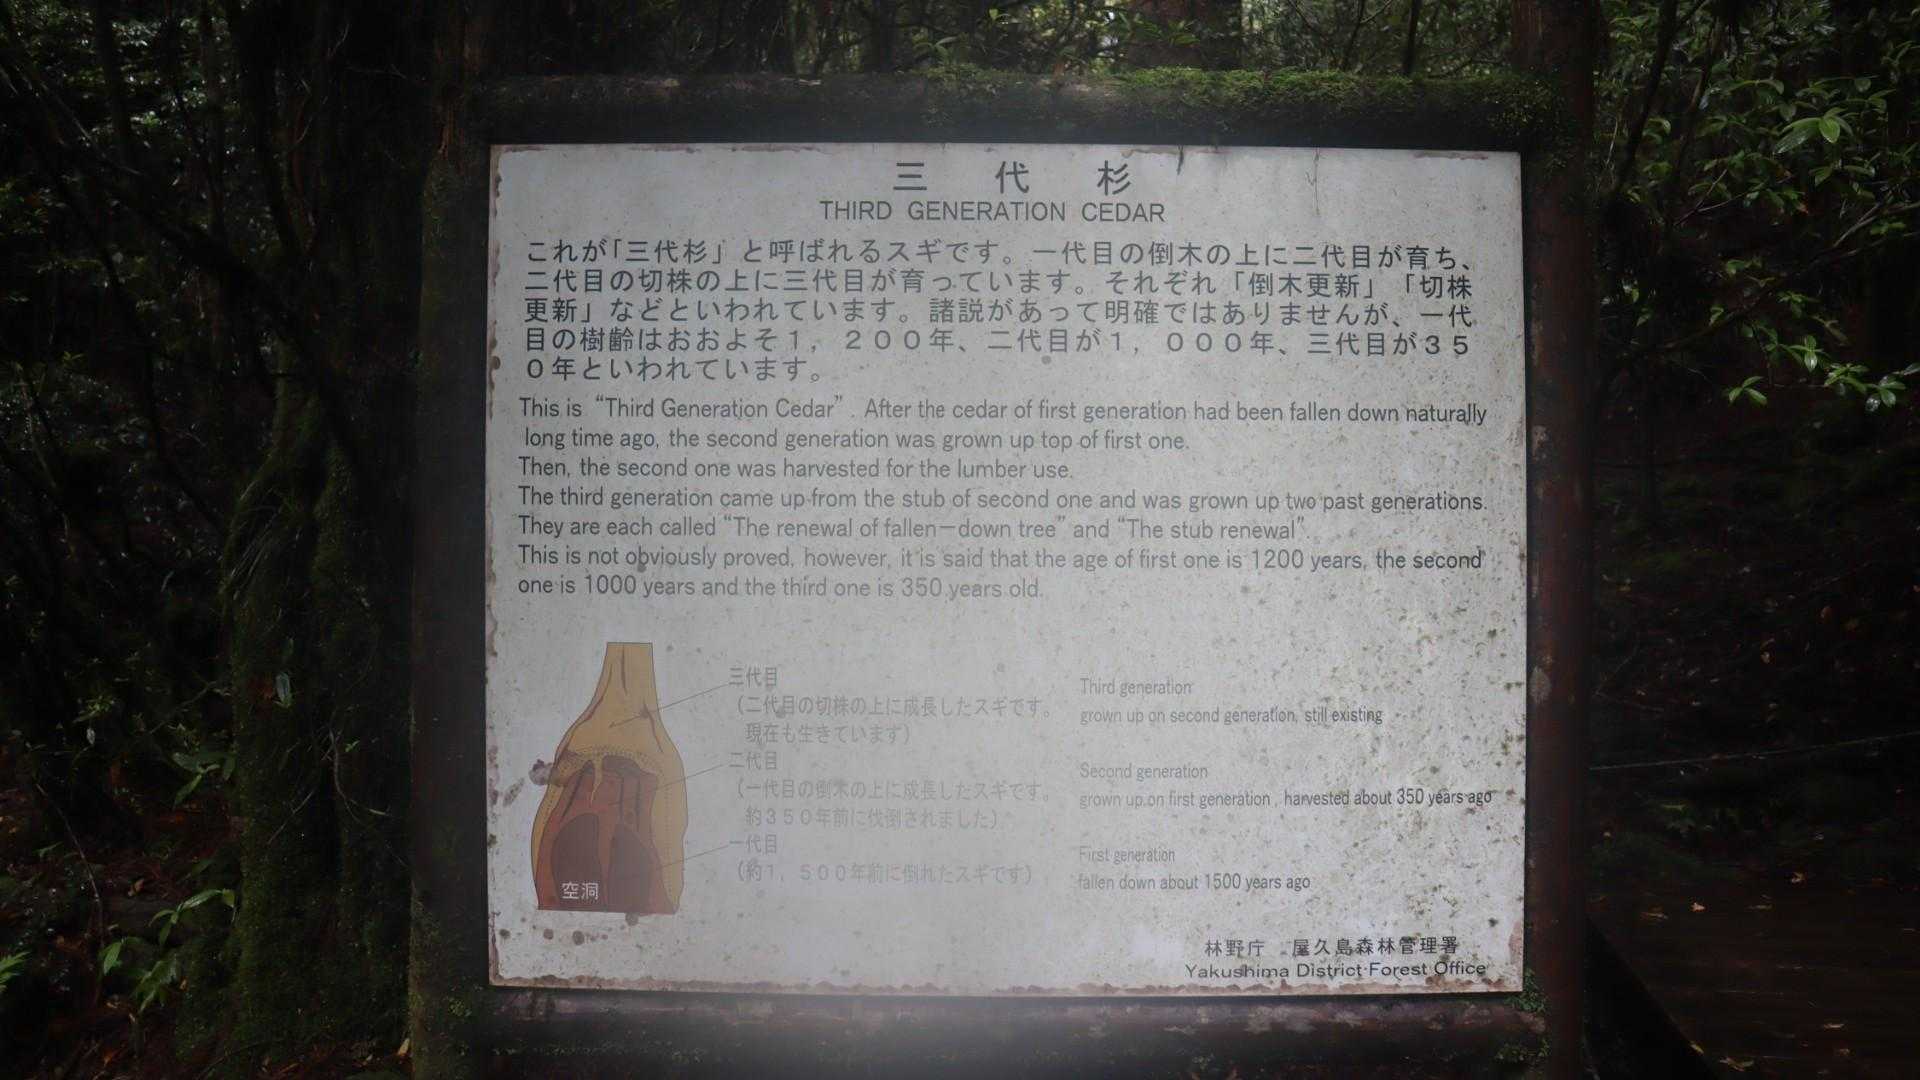 三代杉
THIRD GENERATION CEDAR
これが「三代杉」と呼ばれるスギです。一代目の倒木の上に二代目が育ち、
二代目の切株の上に三代目が育っています。それぞれ「倒木更新」「切株
更新」などといわれています。諸説があって明確ではありませんが、一代
目の樹齢はおおよそ１，２００年、二代目が１，０００年、三代目が３５
０年といわれています。
This is “Third Generation Cedar”. After the cedar of first generation had been fallen down naturally
long time ago, the second generation was grown up top of first one.
Then, the second one was harvested for the lumber use.
The third generation came up from the stub of second one and was grown up two past generations.
They are each called “The renewal of fallen－down tree” and “The stub renewal”.
This is not obviously proved, however, it is said that the age of first one is 1200 years, the second
one is 1000 years and the third one is 350 years old.
三代目
（二代目の切株の上に成長したスギです。
現在も生きています）
Third generation
grown up on second generation, still existing
二代目
（一代目の倒木の上に成長したスギです。
約３５０年前に伐倒されました）
Second generation
grown up on first generation, harvested about 350 years ago
一代目
（約１，５００年前に倒れたスギです）
First generation
fallen down about 1500 years ago
空洞
林野庁　屋久島森林管理署
Yakushima District Forest Office